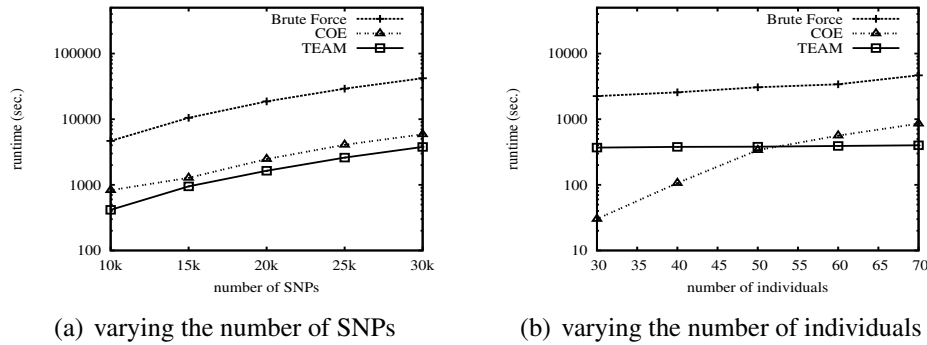 Brute Force
COE
TEAM
100000
10000
1000
100
runtime (sec.)
10k 15k 20k 25k 30k
number of SNPs
(a) varying the number of SNPs
Brute Force
COE
TEAM
10000
1000
100
10
runtime (sec.)
30 35 40 45 50 55 60 65 70
number of individuals
(b) varying the number of individuals